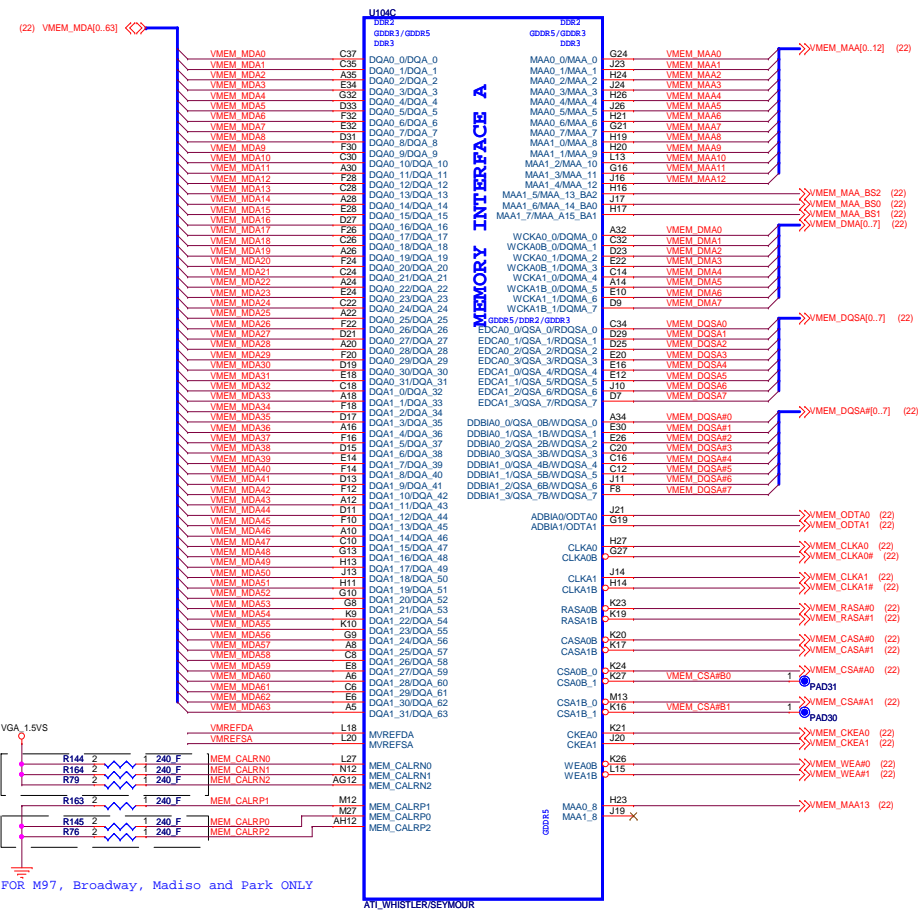 U104C
(22) VMEM_MDA[0..63]
DDR2
GDDR3/GDDR5
DDR3
DDR2
GDDR5/GDDR3
DDR3
MEMORY INTERFACE A
VMEM_MDA0 C37 DQA0_0/DQA_0
VMEM_MDA1 C35 DQA0_1/DQA_1
VMEM_MDA2 A35 DQA0_2/DQA_2
VMEM_MDA3 E34 DQA0_3/DQA_3
VMEM_MDA4 G32 DQA0_4/DQA_4
VMEM_MDA5 D33 DQA0_5/DQA_5
VMEM_MDA6 F32 DQA0_6/DQA_6
VMEM_MDA7 E32 DQA0_7/DQA_7
VMEM_MDA8 D31 DQA0_8/DQA_8
VMEM_MDA9 F30 DQA0_9/DQA_9
VMEM_MDA10 C30 DQA0_10/DQA_10
VMEM_MDA11 A30 DQA0_11/DQA_11
VMEM_MDA12 F28 DQA0_12/DQA_12
VMEM_MDA13 C28 DQA0_13/DQA_13
VMEM_MDA14 A28 DQA0_14/DQA_14
VMEM_MDA15 E28 DQA0_15/DQA_15
VMEM_MDA16 D27 DQA0_16/DQA_16
VMEM_MDA17 F26 DQA0_17/DQA_17
VMEM_MDA18 C26 DQA0_18/DQA_18
VMEM_MDA19 A26 DQA0_19/DQA_19
VMEM_MDA20 F24 DQA0_20/DQA_20
VMEM_MDA21 C24 DQA0_21/DQA_21
VMEM_MDA22 A24 DQA0_22/DQA_22
VMEM_MDA23 E24 DQA0_23/DQA_23
VMEM_MDA24 C22 DQA0_24/DQA_24
VMEM_MDA25 A22 DQA0_25/DQA_25
VMEM_MDA26 F22 DQA0_26/DQA_26
VMEM_MDA27 D21 DQA0_27/DQA_27
VMEM_MDA28 A20 DQA0_28/DQA_28
VMEM_MDA29 F20 DQA0_29/DQA_29
VMEM_MDA30 D19 DQA0_30/DQA_30
VMEM_MDA31 E18 DQA0_31/DQA_31
VMEM_MDA32 C18 DQA1_0/DQA_32
VMEM_MDA33 A18 DQA1_1/DQA_33
VMEM_MDA34 F18 DQA1_2/DQA_34
VMEM_MDA35 D17 DQA1_3/DQA_35
VMEM_MDA36 A16 DQA1_4/DQA_36
VMEM_MDA37 F16 DQA1_5/DQA_37
VMEM_MDA38 D15 DQA1_6/DQA_38
VMEM_MDA39 E14 DQA1_7/DQA_39
VMEM_MDA40 F14 DQA1_8/DQA_40
VMEM_MDA41 D13 DQA1_9/DQA_41
VMEM_MDA42 F12 DQA1_10/DQA_42
VMEM_MDA43 A12 DQA1_11/DQA_43
VMEM_MDA44 D11 DQA1_12/DQA_44
VMEM_MDA45 F10 DQA1_13/DQA_45
VMEM_MDA46 A10 DQA1_14/DQA_46
VMEM_MDA47 C10 DQA1_15/DQA_47
VMEM_MDA48 G13 DQA1_16/DQA_48
VMEM_MDA49 H13 DQA1_17/DQA_49
VMEM_MDA50 J13 DQA1_18/DQA_50
VMEM_MDA51 H11 DQA1_19/DQA_51
VMEM_MDA52 G10 DQA1_20/DQA_52
VMEM_MDA53 G8 DQA1_21/DQA_53
VMEM_MDA54 K9 DQA1_22/DQA_54
VMEM_MDA55 K10 DQA1_23/DQA_55
VMEM_MDA56 G9 DQA1_24/DQA_56
VMEM_MDA57 A8 DQA1_25/DQA_57
VMEM_MDA58 C8 DQA1_26/DQA_58
VMEM_MDA59 E8 DQA1_27/DQA_59
VMEM_MDA60 A6 DQA1_28/DQA_60
VMEM_MDA61 C6 DQA1_29/DQA_61
VMEM_MDA62 E6 DQA1_30/DQA_62
VMEM_MDA63 A5 DQA1_31/DQA_63
VMREFDA L18 MVREFDA
VMREFSA L20 MVREFSA
VGA_1.5VS
R144 2 1 240_F MEM_CALRN0 L27 MEM_CALRN0
R164 2 1 240_F MEM_CALRN1 N12 MEM_CALRN1
R79 2 1 240_F MEM_CALRN2 AG12 MEM_CALRN2
R163 2 1 240_F MEM_CALRP1 M12 MEM_CALRP1
R145 2 1 240_F MEM_CALRP0 M27 MEM_CALRP0
R76 2 1 240_F MEM_CALRP2 AH12 MEM_CALRP2
FOR M97, Broadway, Madiso and Park ONLY
MAA0_0/MAA_0 G24 VMEM_MAA0 VMEM_MAA[0..12] (22)
MAA0_1/MAA_1 J23 VMEM_MAA1
MAA0_2/MAA_2 H24 VMEM_MAA2
MAA0_3/MAA_3 J24 VMEM_MAA3
MAA0_4/MAA_4 H26 VMEM_MAA4
MAA0_5/MAA_5 J26 VMEM_MAA5
MAA0_6/MAA_6 H21 VMEM_MAA6
MAA0_7/MAA_7 G21 VMEM_MAA7
MAA1_0/MAA_8 H19 VMEM_MAA8
MAA1_1/MAA_9 H20 VMEM_MAA9
MAA1_2/MAA_10 L13 VMEM_MAA10
MAA1_3/MAA_11 G16 VMEM_MAA11
MAA1_4/MAA_12 J16 VMEM_MAA12
MAA1_5/MAA_13_BA2 H16 VMEM_MAA_BS2 (22)
MAA1_6/MAA_14_BA0 J17 VMEM_MAA_BS0 (22)
MAA1_7/MAA_A15_BA1 H17 VMEM_MAA_BS1 (22)
VMEM_DMA[0..7] (22)
WCKA0_0/DQMA_0 A32 VMEM_DMA0
WCKA0B_0/DQMA_1 C32 VMEM_DMA1
WCKA0_1/DQMA_2 D23 VMEM_DMA2
WCKA0B_1/DQMA_3 E22 VMEM_DMA3
WCKA1_0/DQMA_4 C14 VMEM_DMA4
WCKA1B_0/DQMA_5 A14 VMEM_DMA5
WCKA1_1/DQMA_6 E10 VMEM_DMA6
WCKA1B_1/DQMA_7 D9 VMEM_DMA7
GDDR5/DDR2/GDDR3
VMEM_DQSA[0..7] (22)
EDCA0_0/QSA_0/RDQSA_0 C34 VMEM_DQSA0
EDCA0_1/QSA_1/RDQSA_1 D29 VMEM_DQSA1
EDCA0_2/QSA_2/RDQSA_2 D25 VMEM_DQSA2
EDCA0_3/QSA_3/RDQSA_3 E20 VMEM_DQSA3
EDCA1_0/QSA_4/RDQSA_4 E16 VMEM_DQSA4
EDCA1_1/QSA_5/RDQSA_5 E12 VMEM_DQSA5
EDCA1_2/QSA_6/RDQSA_6 J10 VMEM_DQSA6
EDCA1_3/QSA_7/RDQSA_7 D7 VMEM_DQSA7
VMEM_DQSA#[0..7] (22)
DDBIA0_0/QSA_0B/WDQSA_0 A34 VMEM_DQSA#0
DDBIA0_1/QSA_1B/WDQSA_1 E30 VMEM_DQSA#1
DDBIA0_2/QSA_2B/WDQSA_2 E26 VMEM_DQSA#2
DDBIA0_3/QSA_3B/WDQSA_3 C20 VMEM_DQSA#3
DDBIA1_0/QSA_4B/WDQSA_4 C16 VMEM_DQSA#4
DDBIA1_1/QSA_5B/WDQSA_5 C12 VMEM_DQSA#5
DDBIA1_2/QSA_6B/WDQSA_6 J11 VMEM_DQSA#6
DDBIA1_3/QSA_7B/WDQSA_7 F8 VMEM_DQSA#7
ADBIA0/ODTA0 J21 VMEM_ODTA0 (22)
ADBIA1/ODTA1 G19 VMEM_ODTA1 (22)
CLKA0 H27 VMEM_CLKA0 (22)
CLKA0B G27 VMEM_CLKA0# (22)
CLKA1 J14 VMEM_CLKA1 (22)
CLKA1B H14 VMEM_CLKA1# (22)
RASA0B K23 VMEM_RASA#0 (22)
RASA1B K19 VMEM_RASA#1 (22)
CASA0B K20 VMEM_CASA#0 (22)
CASA1B K17 VMEM_CASA#1 (22)
CSA0B_0 K24 VMEM_CSA#A0 (22)
CSA0B_1 K27 VMEM_CSA#B0 1 PAD31
CSA1B_0 M13 VMEM_CSA#A1 (22)
CSA1B_1 K16 VMEM_CSA#B1 1 PAD30
CKEA0 K21 VMEM_CKEA0 (22)
CKEA1 J20 VMEM_CKEA1 (22)
WEA0B K26 VMEM_WEA#0 (22)
WEA1B L15 VMEM_WEA#1 (22)
GDDR5
MAA0_8 H23 VMEM_MAA13 (22)
MAA1_8 J19
ATI_WHISTLER/SEYMOUR